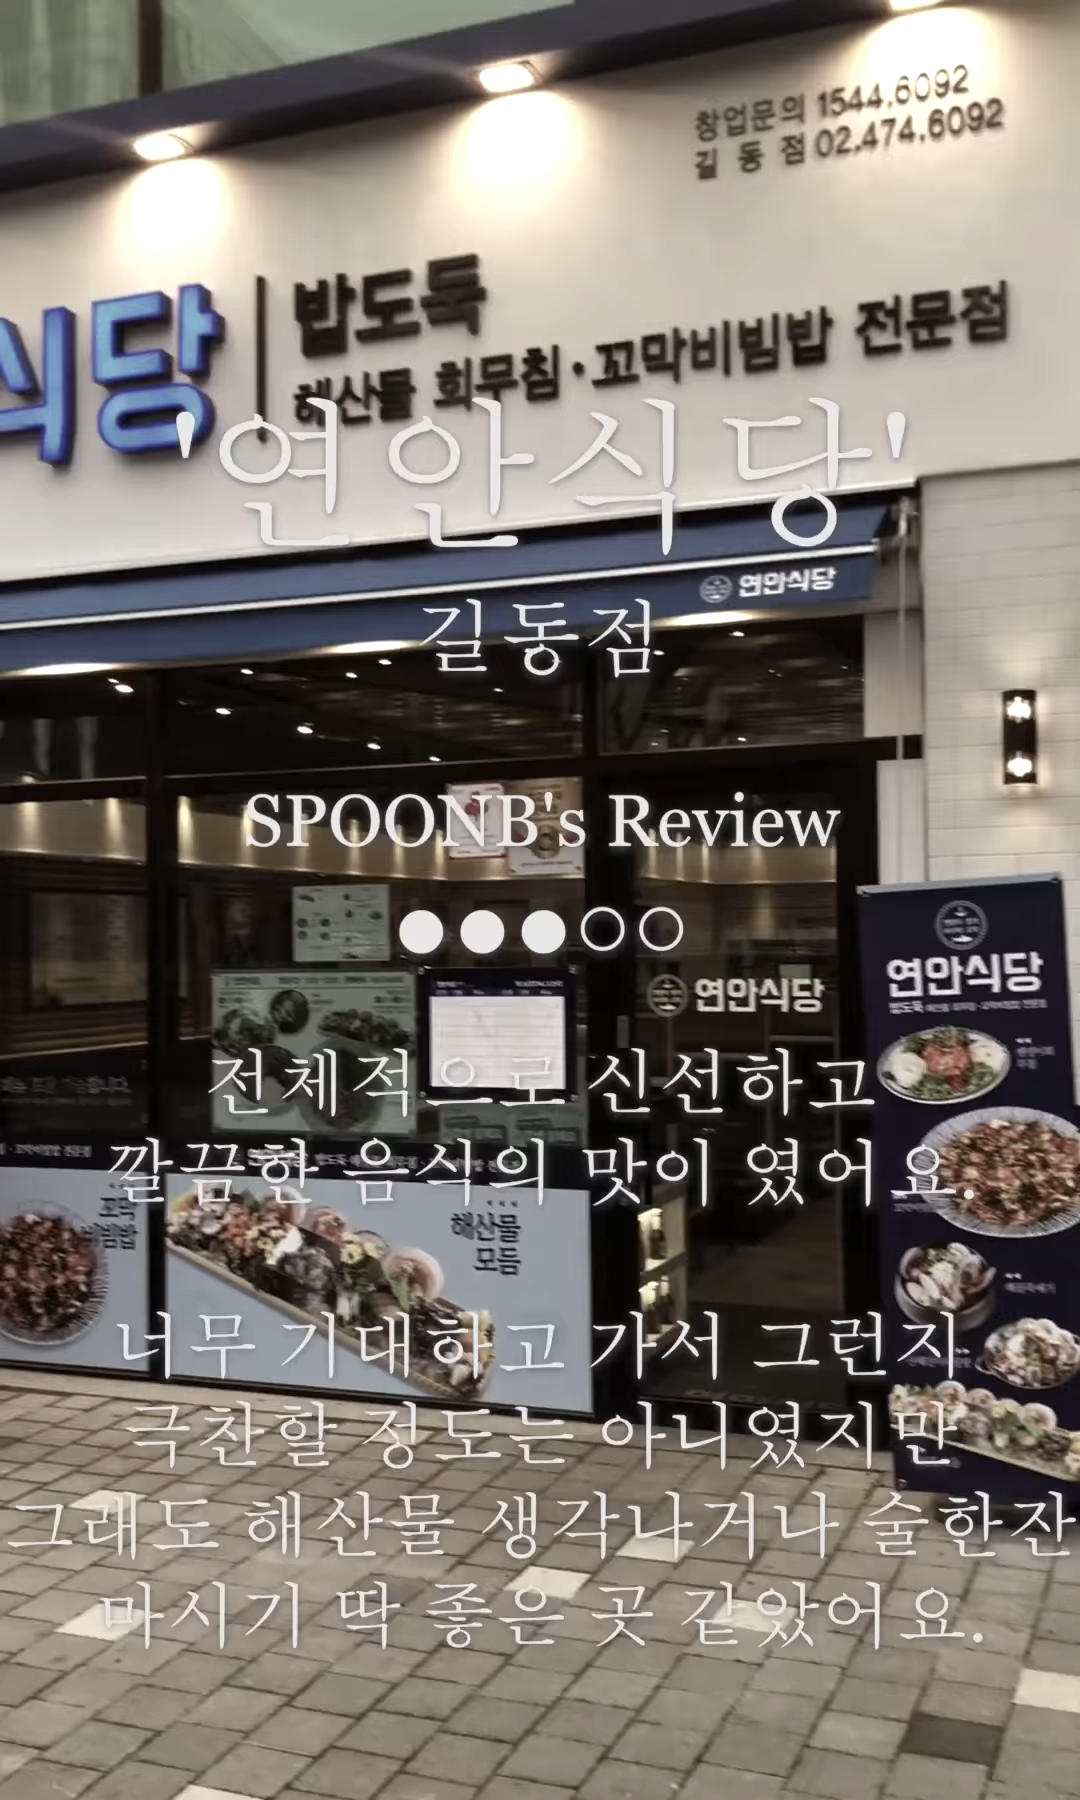 창업문의 1544.6092
길 동 점 02.474.6092
식당
밥도둑
해산물 회무침·꼬막비빔밥 전문점
'연안식당'
연안식당
길동점
SPOONB's Review
●●●○○
연안식당
연안식당
전체적으로 신선하고
깔끔한 음식의 맛이 였어요.
꼬막
비빔밥
해산물
모듬
너무 기대하고 가서 그런지
극찬할 정도는 아니였지만
그래도 해산물 생각나거나 술한잔
마시기 딱 좋은 곳 같았어요.